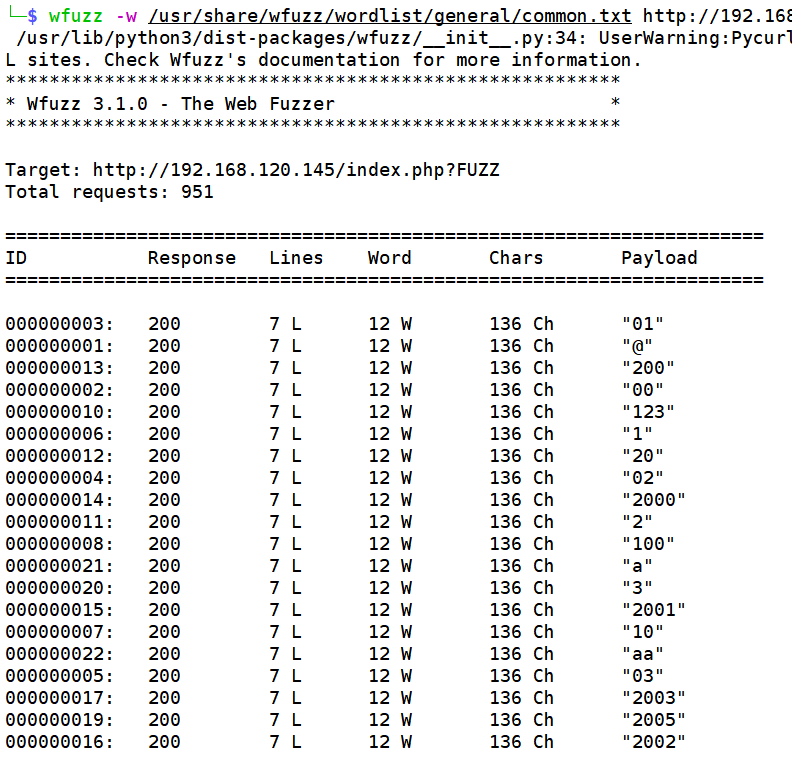 └─$ wfuzz -w /usr/share/wfuzz/wordlist/general/common.txt http://192.168
/usr/lib/python3/dist-packages/wfuzz/__init__.py:34: UserWarning:Pycurl
L sites. Check Wfuzz's documentation for more information.
********************************************************
* Wfuzz 3.1.0 - The Web Fuzzer                         *
********************************************************
Target: http://192.168.120.145/index.php?FUZZ
Total requests: 951
=====================================================================
ID           Response   Lines    Word       Chars       Payload
=====================================================================
000000003:   200        7 L      12 W       136 Ch      "01"
000000001:   200        7 L      12 W       136 Ch      "@"
000000013:   200        7 L      12 W       136 Ch      "200"
000000002:   200        7 L      12 W       136 Ch      "00"
000000010:   200        7 L      12 W       136 Ch      "123"
000000006:   200        7 L      12 W       136 Ch      "1"
000000012:   200        7 L      12 W       136 Ch      "20"
000000004:   200        7 L      12 W       136 Ch      "02"
000000014:   200        7 L      12 W       136 Ch      "2000"
000000011:   200        7 L      12 W       136 Ch      "2"
000000008:   200        7 L      12 W       136 Ch      "100"
000000021:   200        7 L      12 W       136 Ch      "a"
000000020:   200        7 L      12 W       136 Ch      "3"
000000015:   200        7 L      12 W       136 Ch      "2001"
000000007:   200        7 L      12 W       136 Ch      "10"
000000022:   200        7 L      12 W       136 Ch      "aa"
000000005:   200        7 L      12 W       136 Ch      "03"
000000017:   200        7 L      12 W       136 Ch      "2003"
000000019:   200        7 L      12 W       136 Ch      "2005"
000000016:   200        7 L      12 W       136 Ch      "2002"